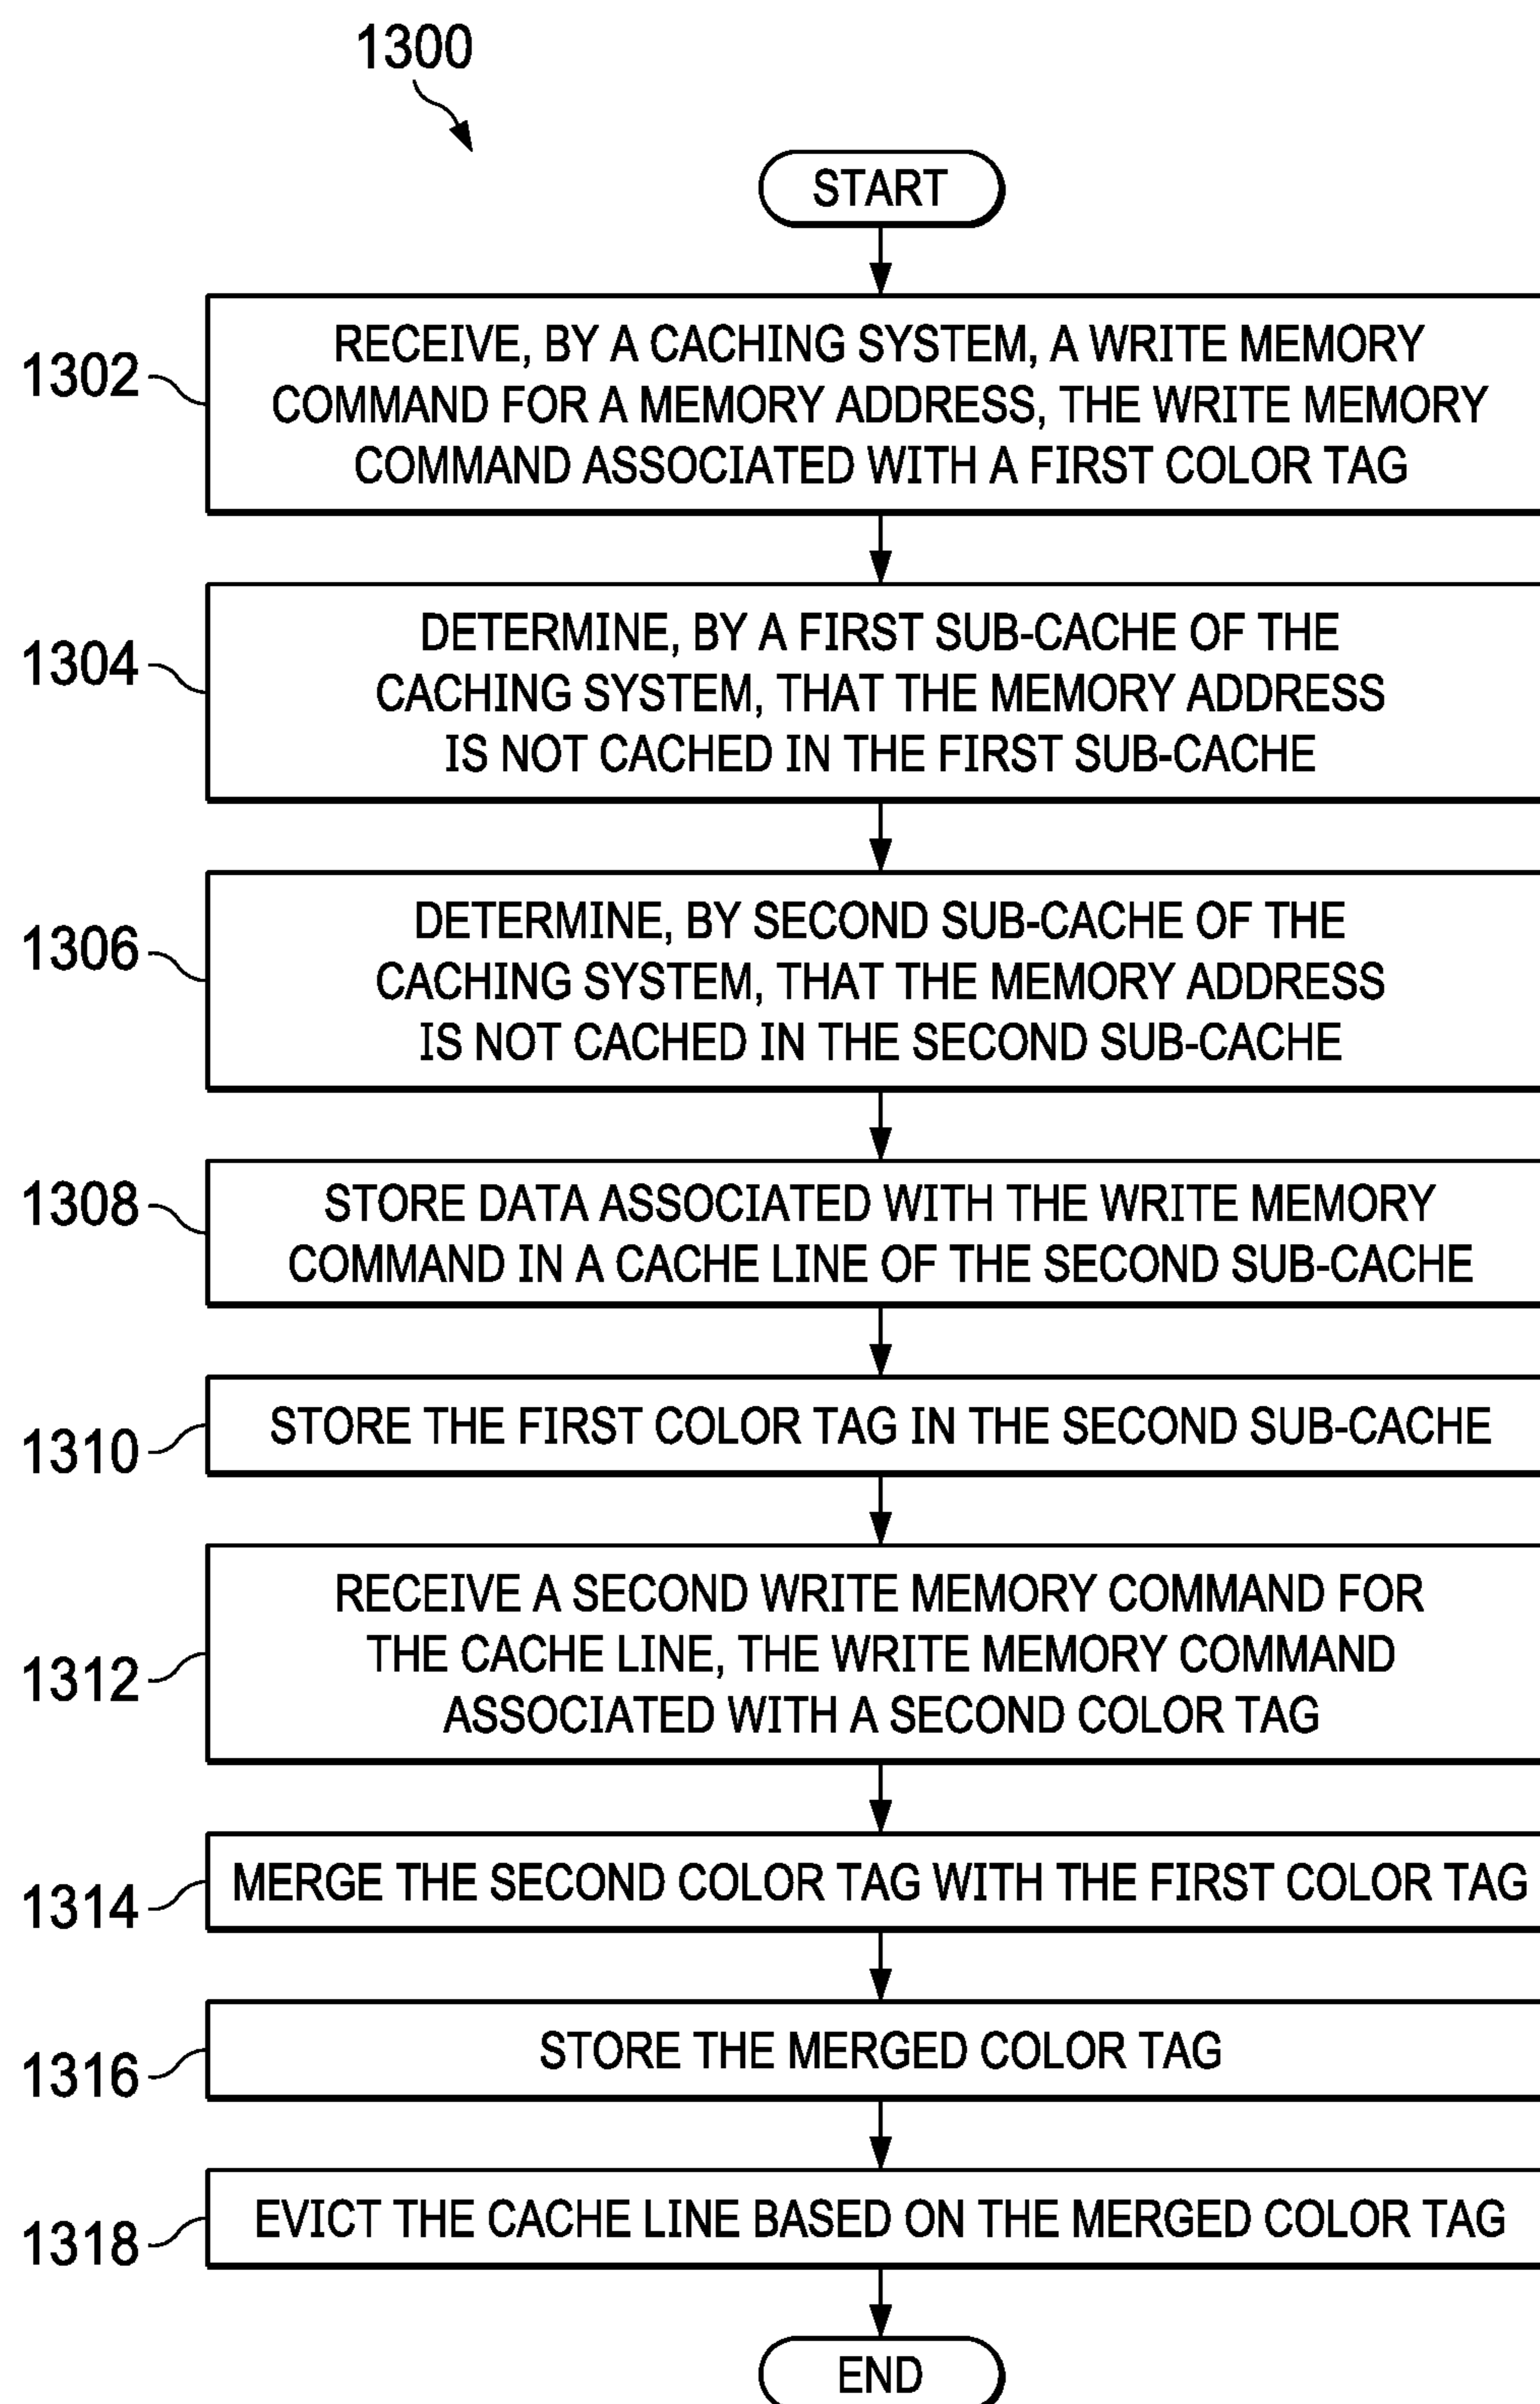 1300
START
1302
RECEIVE, BY A CACHING SYSTEM, A WRITE MEMORY
COMMAND FOR A MEMORY ADDRESS, THE WRITE MEMORY
COMMAND ASSOCIATED WITH A FIRST COLOR TAG
1304
DETERMINE, BY A FIRST SUB-CACHE OF THE
CACHING SYSTEM, THAT THE MEMORY ADDRESS
IS NOT CACHED IN THE FIRST SUB-CACHE
1306
DETERMINE, BY SECOND SUB-CACHE OF THE
CACHING SYSTEM, THAT THE MEMORY ADDRESS
IS NOT CACHED IN THE SECOND SUB-CACHE
1308
STORE DATA ASSOCIATED WITH THE WRITE MEMORY
COMMAND IN A CACHE LINE OF THE SECOND SUB-CACHE
1310
STORE THE FIRST COLOR TAG IN THE SECOND SUB-CACHE
1312
RECEIVE A SECOND WRITE MEMORY COMMAND FOR
THE CACHE LINE, THE WRITE MEMORY COMMAND
ASSOCIATED WITH A SECOND COLOR TAG
1314
MERGE THE SECOND COLOR TAG WITH THE FIRST COLOR TAG
1316
STORE THE MERGED COLOR TAG
1318
EVICT THE CACHE LINE BASED ON THE MERGED COLOR TAG
END